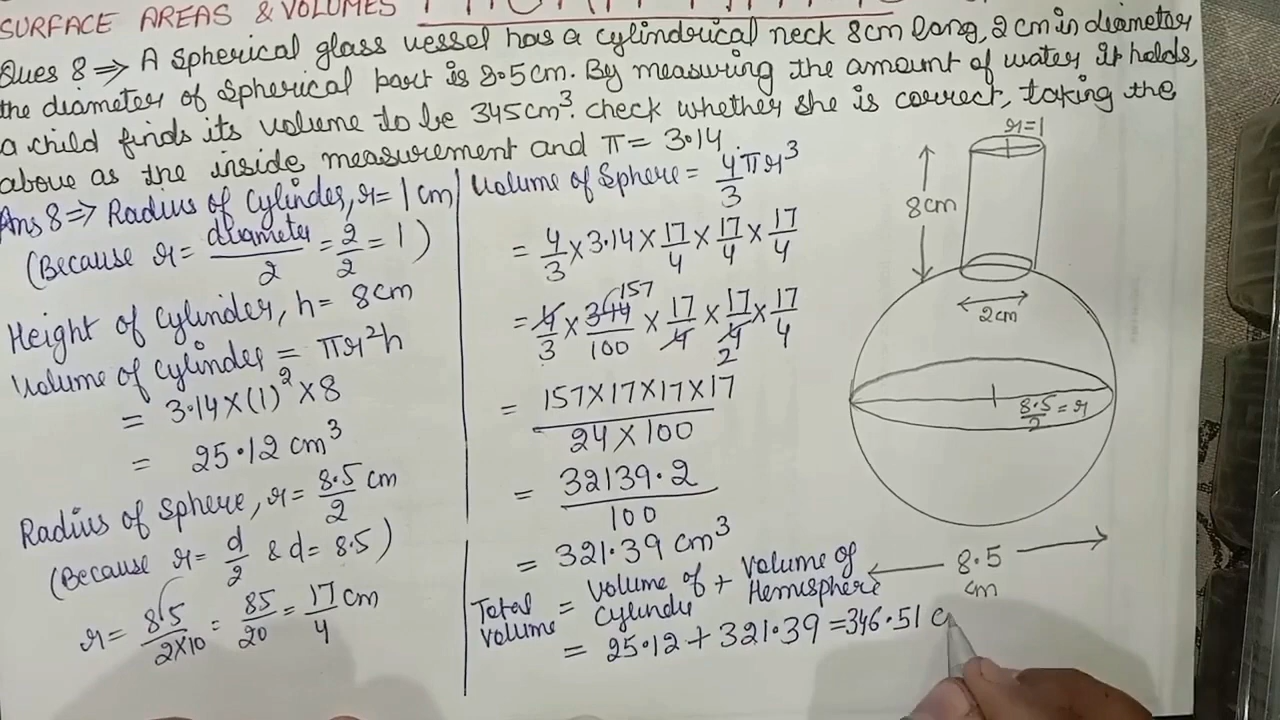 SURFACE AREAS & VOLUMES
Ques 8 ⇒ A spherical glass vessel has a cylindrical neck 8cm long, 2 cm in diameter
the diameter of spherical part is 8.5cm. By measuring the amount of water it holds,
a child finds its volume to be 345cm³. check whether she is correct, taking the
above as the inside measurement and π = 3.14.
Ans 8 ⇒ Radius of Cylinder, r = 1 cm
(Because r = diameter/2 = 2/2 = 1)
Height of cylinder, h = 8cm
Volume of cylinder = πr²h
= 3.14 × (1)² × 8
= 25.12 cm³
Radius of sphere, r = 8.5/2 cm
(Because r = d/2 & d = 8.5)
r = 8.5/2×10 = 85/20 = 17/4 cm
Volume of Sphere = 4/3 πr³
= 4/3 × 3.14 × 17/4 × 17/4 × 17/4
157
= 4/3 × 314/100 × 17/4 × 17/4 × 17/4
2
= 157×17×17×17/24×100
= 32139.2/100
= 321.39 cm³
Total volume = volume of cylinder + volume of Hemisphere
= 25.12 + 321.39 = 346.51 c
r=1
8cm
2cm
8.5/2 = r
8.5
cm